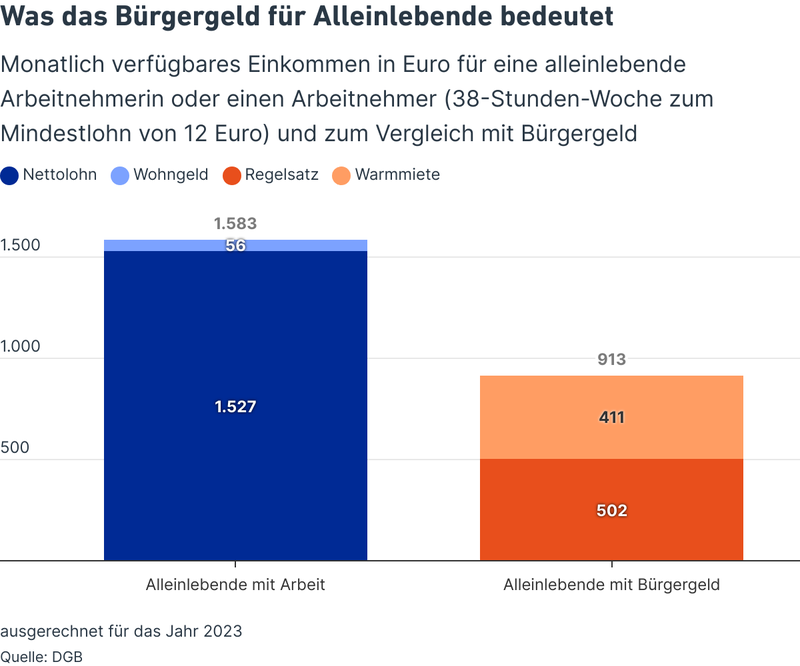 Was das Bürgergeld für Alleinlebende bedeutet
Monatlich verfügbares Einkommen in Euro für eine alleinlebende
Arbeitnehmerin oder einen Arbeitnehmer (38-Stunden-Woche zum
Mindestlohn von 12 Euro) und zum Vergleich mit Bürgergeld
Nettolohn Wohngeld Regelsatz Warmmiete
1.583
1.500
56
1.000
913
1.527
411
500
502
Alleinlebende mit Arbeit Alleinlebende mit Bürgergeld
ausgerechnet für das Jahr 2023
Quelle: DGB